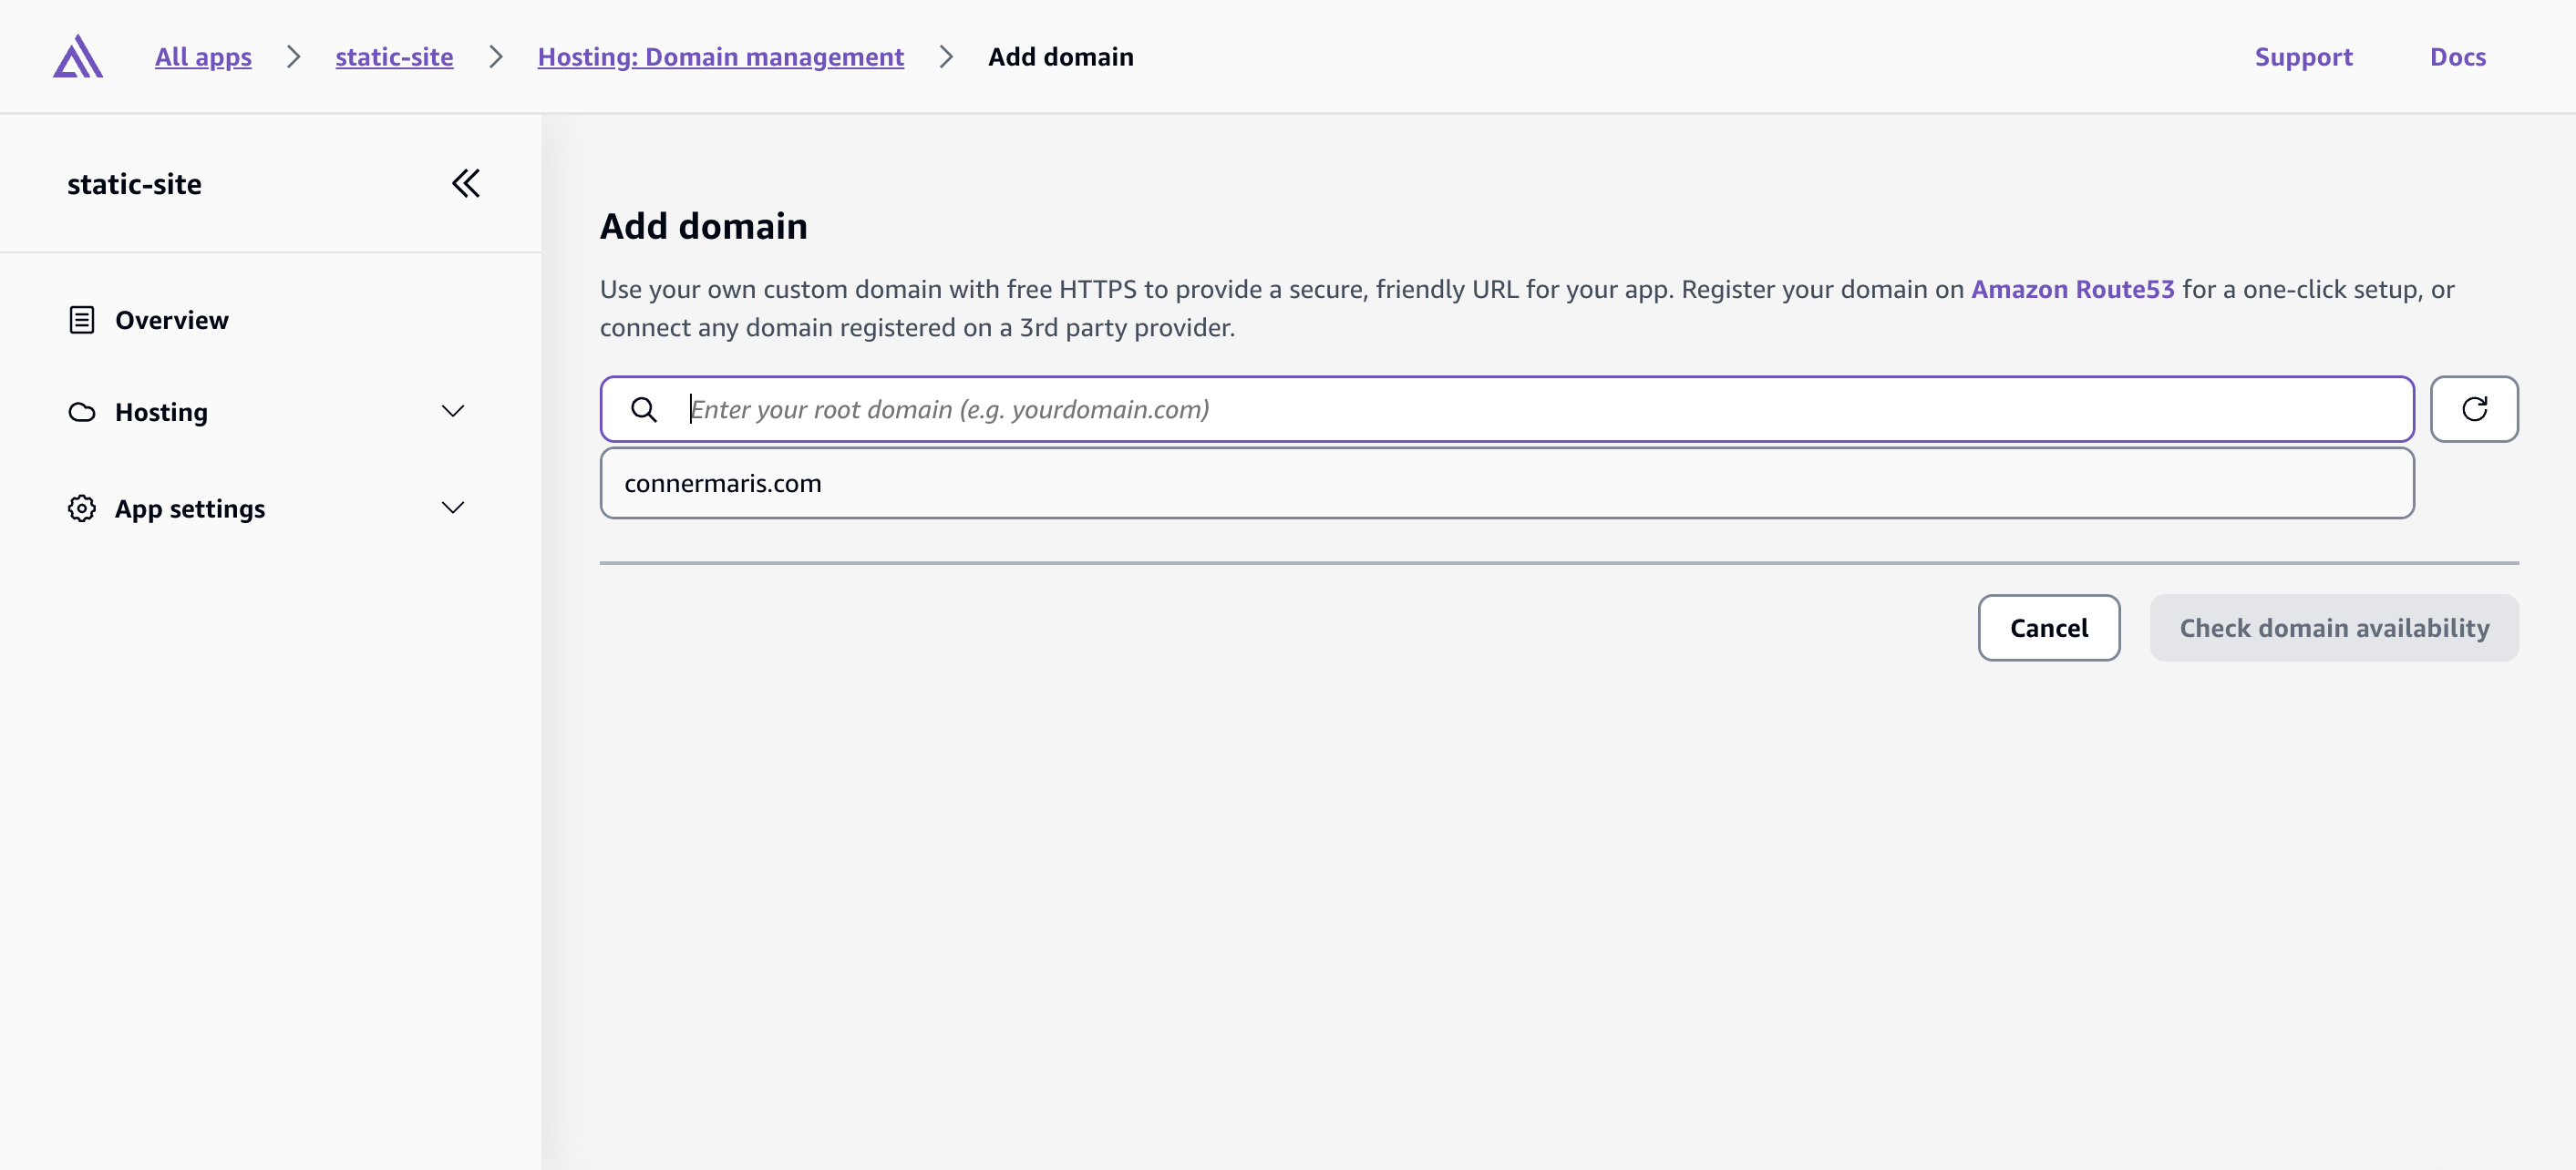 All apps
static-site
Hosting: Domain management
Add domain
Support
Docs
static-site
Overview
Hosting
App settings
Add domain
Use your own custom domain with free HTTPS to provide a secure, friendly URL for your app. Register your domain on Amazon Route53 for a one-click setup, or
connect any domain registered on a 3rd party provider.
Enter your root domain (e.g. yourdomain.com)
connermaris.com
Cancel
Check domain availability